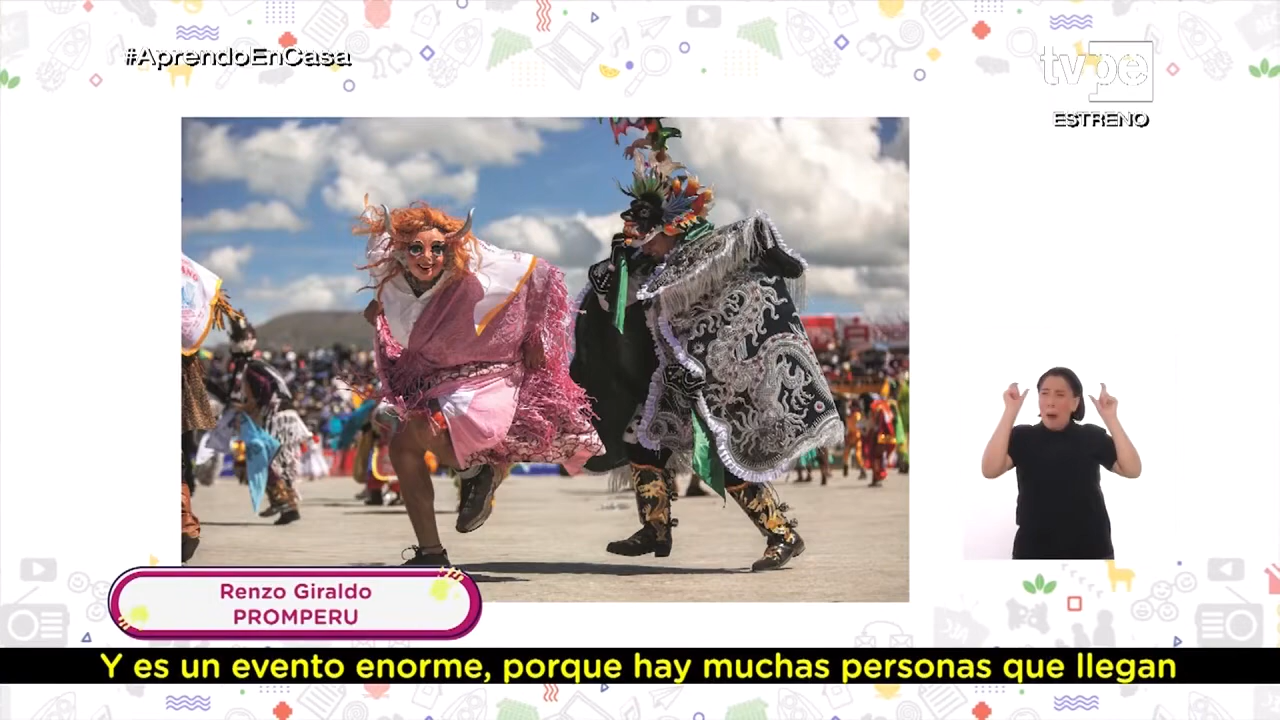 #AprendoEnCasa
tvpe
ESTRENO
Renzo Giraldo
PROMPERU
Y es un evento enorme, porque hay muchas personas que llegan